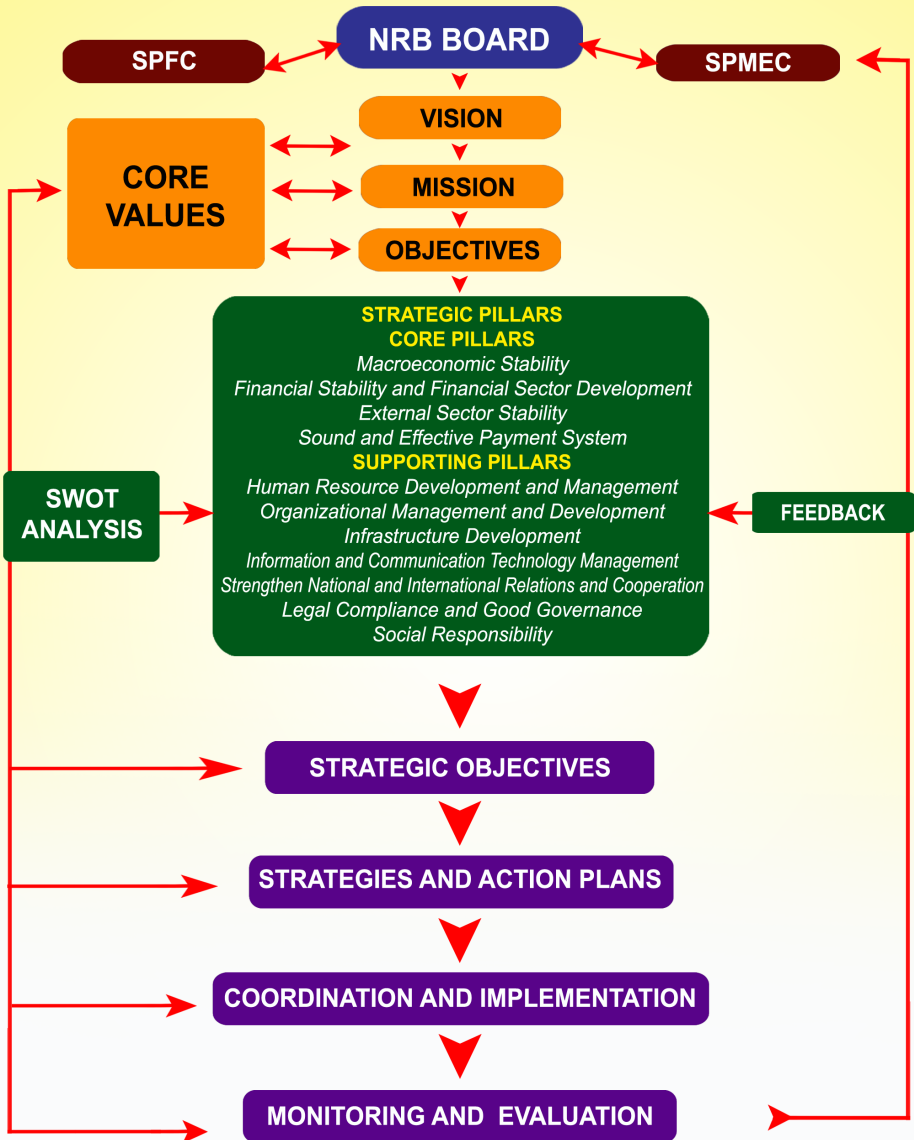 NRB BOARD
SPFC
SPMEC
VISION
CORE
VALUES
MISSION
OBJECTIVES
STRATEGIC PILLARS
CORE PILLARS
Macroeconomic Stability
Financial Stability and Financial Sector Development
External Sector Stability
Sound and Effective Payment System
SUPPORTING PILLARS
Human Resource Development and Management
Organizational Management and Development
Infrastructure Development
Information and Communication Technology Management
Strengthen National and International Relations and Cooperation
Legal Compliance and Good Governance
Social Responsibility
SWOT
ANALYSIS
FEEDBACK
STRATEGIC OBJECTIVES
STRATEGIES AND ACTION PLANS
COORDINATION AND IMPLEMENTATION
MONITORING AND EVALUATION